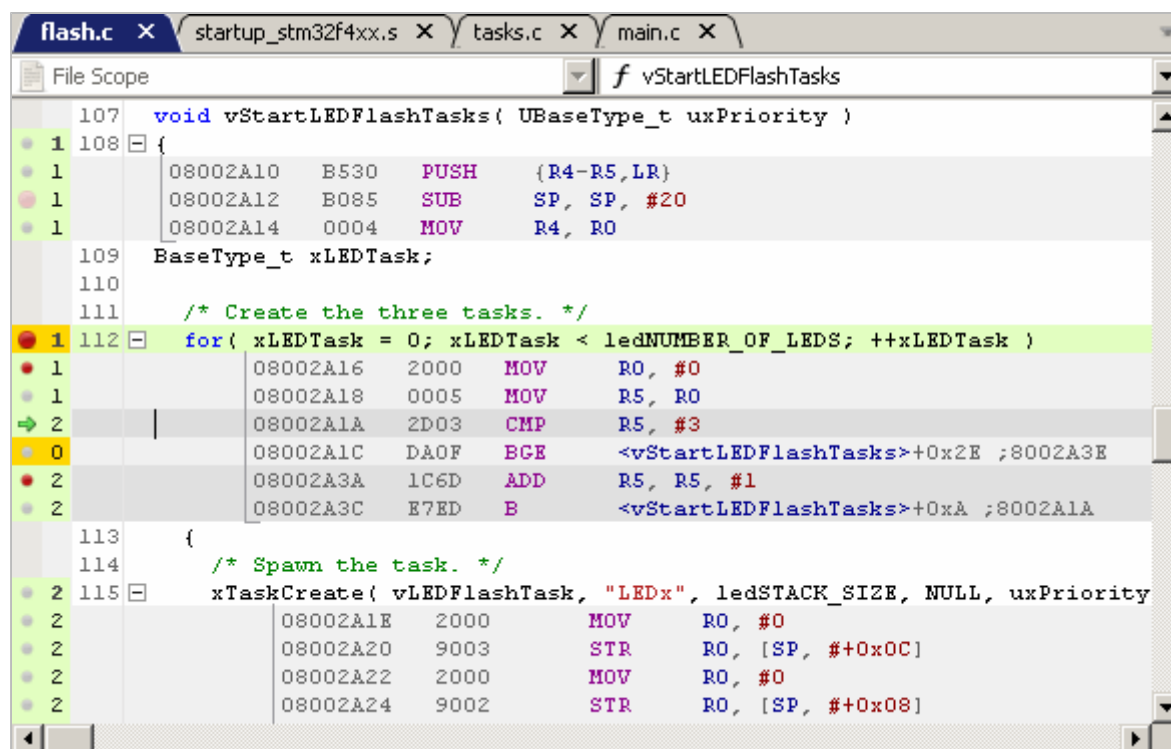 flash.c × startup_stm32f4xx.s × tasks.c × main.c ×
File Scope f vStartLEDFlashTasks
107 void vStartLEDFlashTasks( UBaseType_t uxPriority )
1 108 {
1 08002A10 B530 PUSH {R4-R5,LR}
1 08002A12 B085 SUB SP, SP, #20
1 08002A14 0004 MOV R4, R0
109 BaseType_t xLEDTask;
110
111 /* Create the three tasks. */
1 112 for( xLEDTask = 0; xLEDTask < ledNUMBER_OF_LEDS; ++xLEDTask )
1 08002A16 2000 MOV R0, #0
1 08002A18 0005 MOV R5, R0
2 08002A1A 2D03 CMP R5, #3
0 08002A1C DA0F BGE <vStartLEDFlashTasks>+0x2E ;8002A3E
2 08002A3A 1C6D ADD R5, R5, #1
2 08002A3C E7ED B <vStartLEDFlashTasks>+0xA ;8002A1A
113 {
114 /* Spawn the task. */
2 115 xTaskCreate( vLEDFlashTask, "LEDx", ledSTACK_SIZE, NULL, uxPriority
2 08002A1E 2000 MOV R0, #0
2 08002A20 9003 STR R0, [SP, #+0x0C]
2 08002A22 2000 MOV R0, #0
2 08002A24 9002 STR R0, [SP, #+0x08]